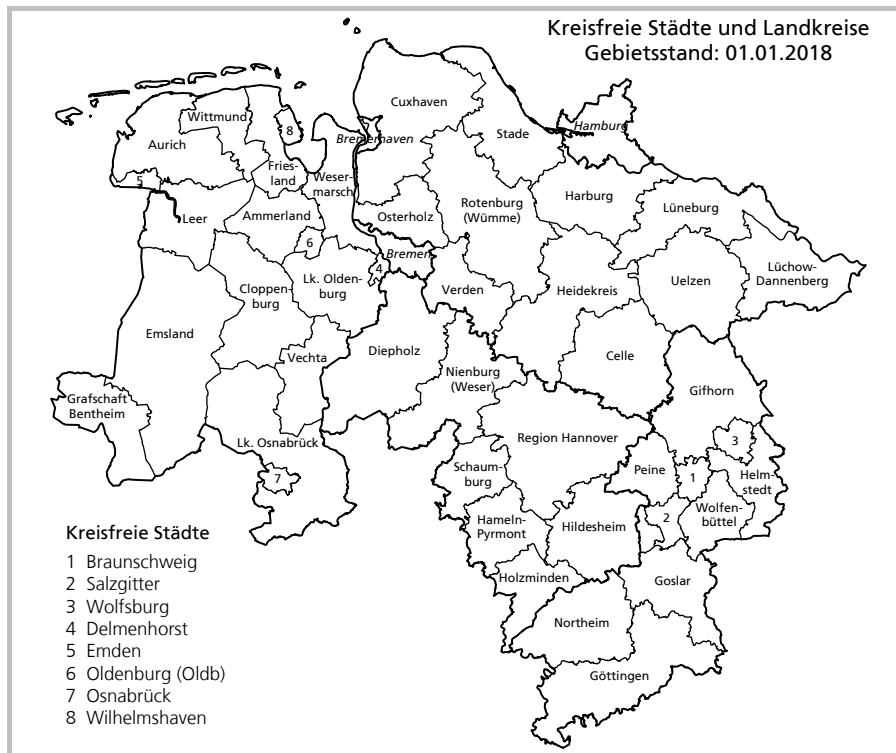 Kreisfreie Städte und Landkreise
Gebietsstand: 01.01.2018
Cuxhaven
Wittmund
8
Stade
Hamburg
Aurich
Bremerhaven
Fries-
land
Weser-
marsch
5
Harburg
Rotenburg
(Wümme)
Lüneburg
Leer
Ammerland
Osterholz
6
Bremen
4
Lüchow-
Dannenberg
Lk. Olden-
burg
Uelzen
Cloppen-
burg
Verden
Heidekreis
Emsland
Vechta
Diepholz
Celle
Nienburg
(Weser)
Gifhorn
Grafschaft
Bentheim
Lk. Osnabrück
Region Hannover
3
7
Schaum-
burg
Peine
1
Helm-
stedt
Wolfen-
büttel
2
Hameln-
Pyrmont
Hildesheim
Holzminden
Goslar
Northeim
Göttingen
Kreisfreie Städte
1 Braunschweig
2 Salzgitter
3 Wolfsburg
4 Delmenhorst
5 Emden
6 Oldenburg (Oldb)
7 Osnabrück
8 Wilhelmshaven